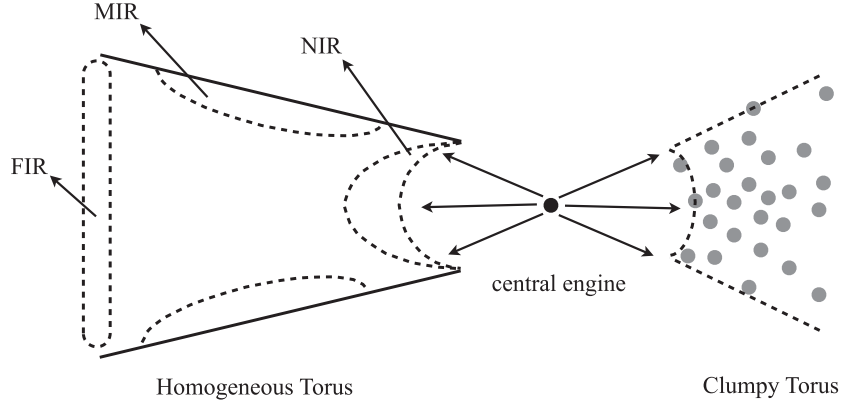 MIR
NIR
FIR
central engine
Homogeneous Torus
Clumpy Torus